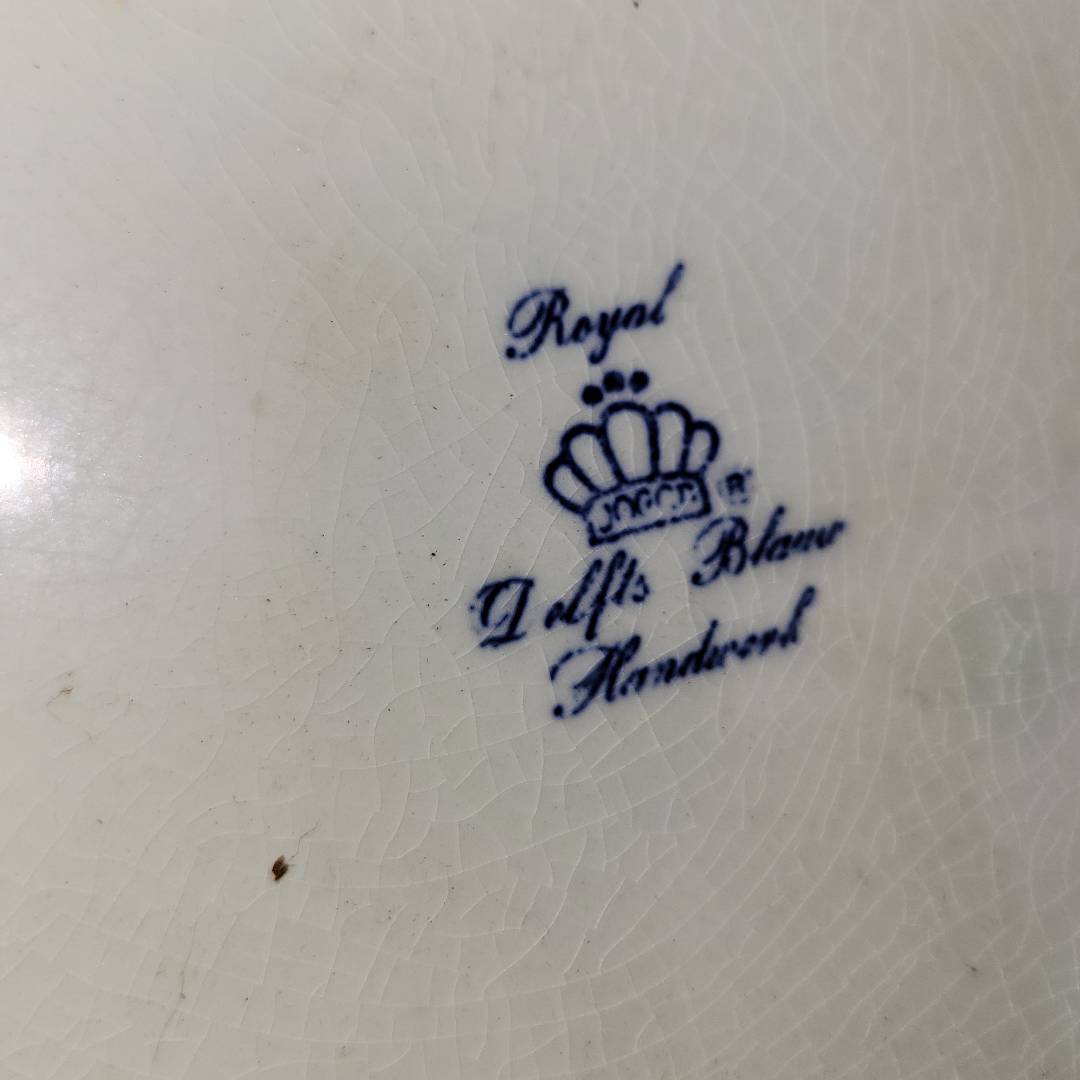 Royal
®
Delfts Blauw
Handwerk